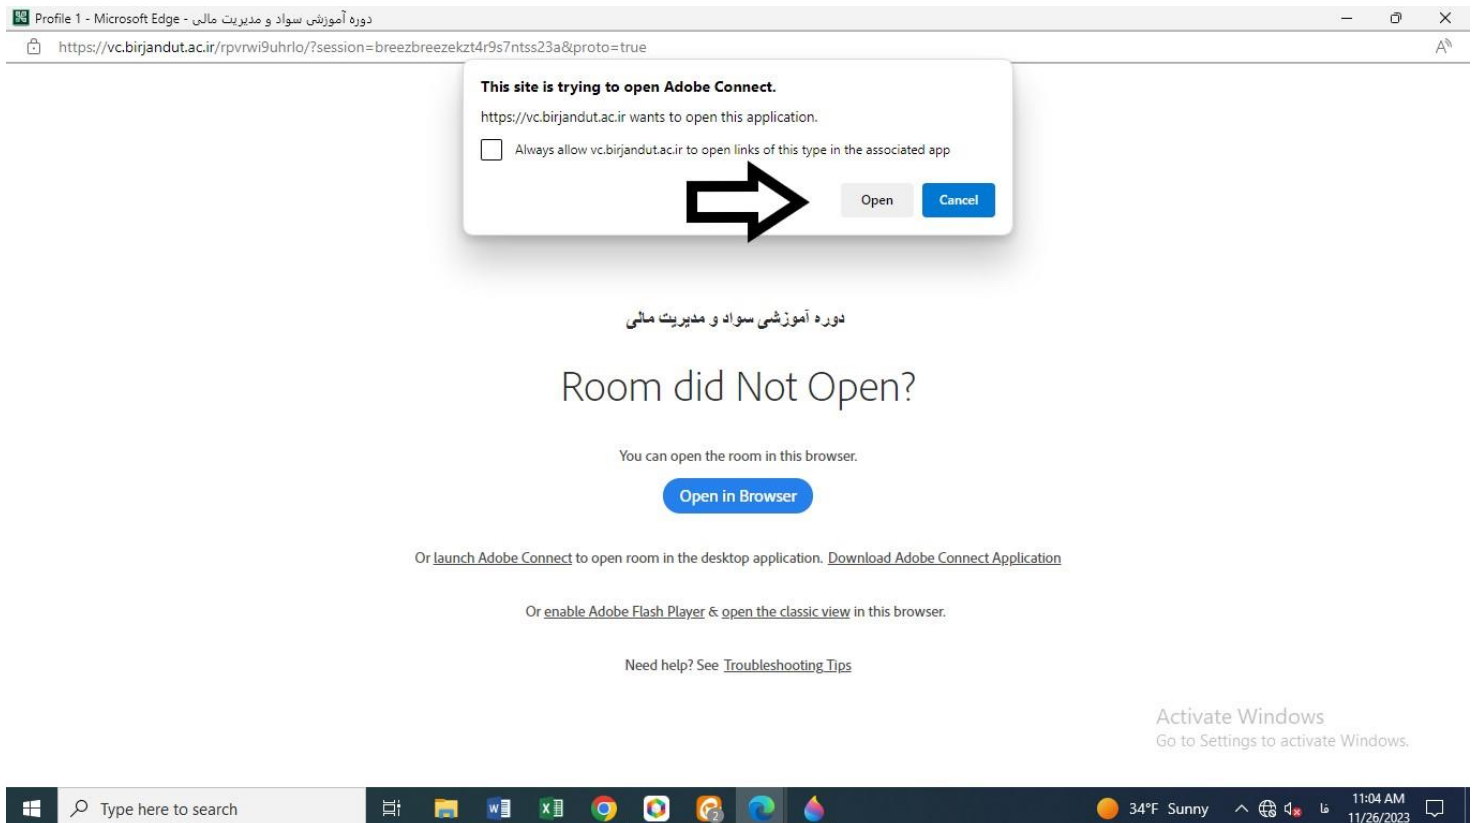 دوره آموزشی سواد و مدیریت مالی - Profile 1 - Microsoft Edge
https://vc.birjandut.ac.ir/rpvrwi9uhrlo/?session=breezbreezekzt4r9s7ntss23a&proto=true
This site is trying to open Adobe Connect.
https://vc.birjandut.ac.ir wants to open this application.
Always allow vc.birjandut.ac.ir to open links of this type in the associated app
Open Cancel
دوره آموزشی سواد و مدیریت مالی
Room did Not Open?
You can open the room in this browser.
Open in Browser
Or launch Adobe Connect to open room in the desktop application. Download Adobe Connect Application
Or enable Adobe Flash Player & open the classic view in this browser.
Need help? See Troubleshooting Tips
Activate Windows
Go to Settings to activate Windows.
Type here to search
34°F Sunny
فا
11:04 AM
11/26/2023